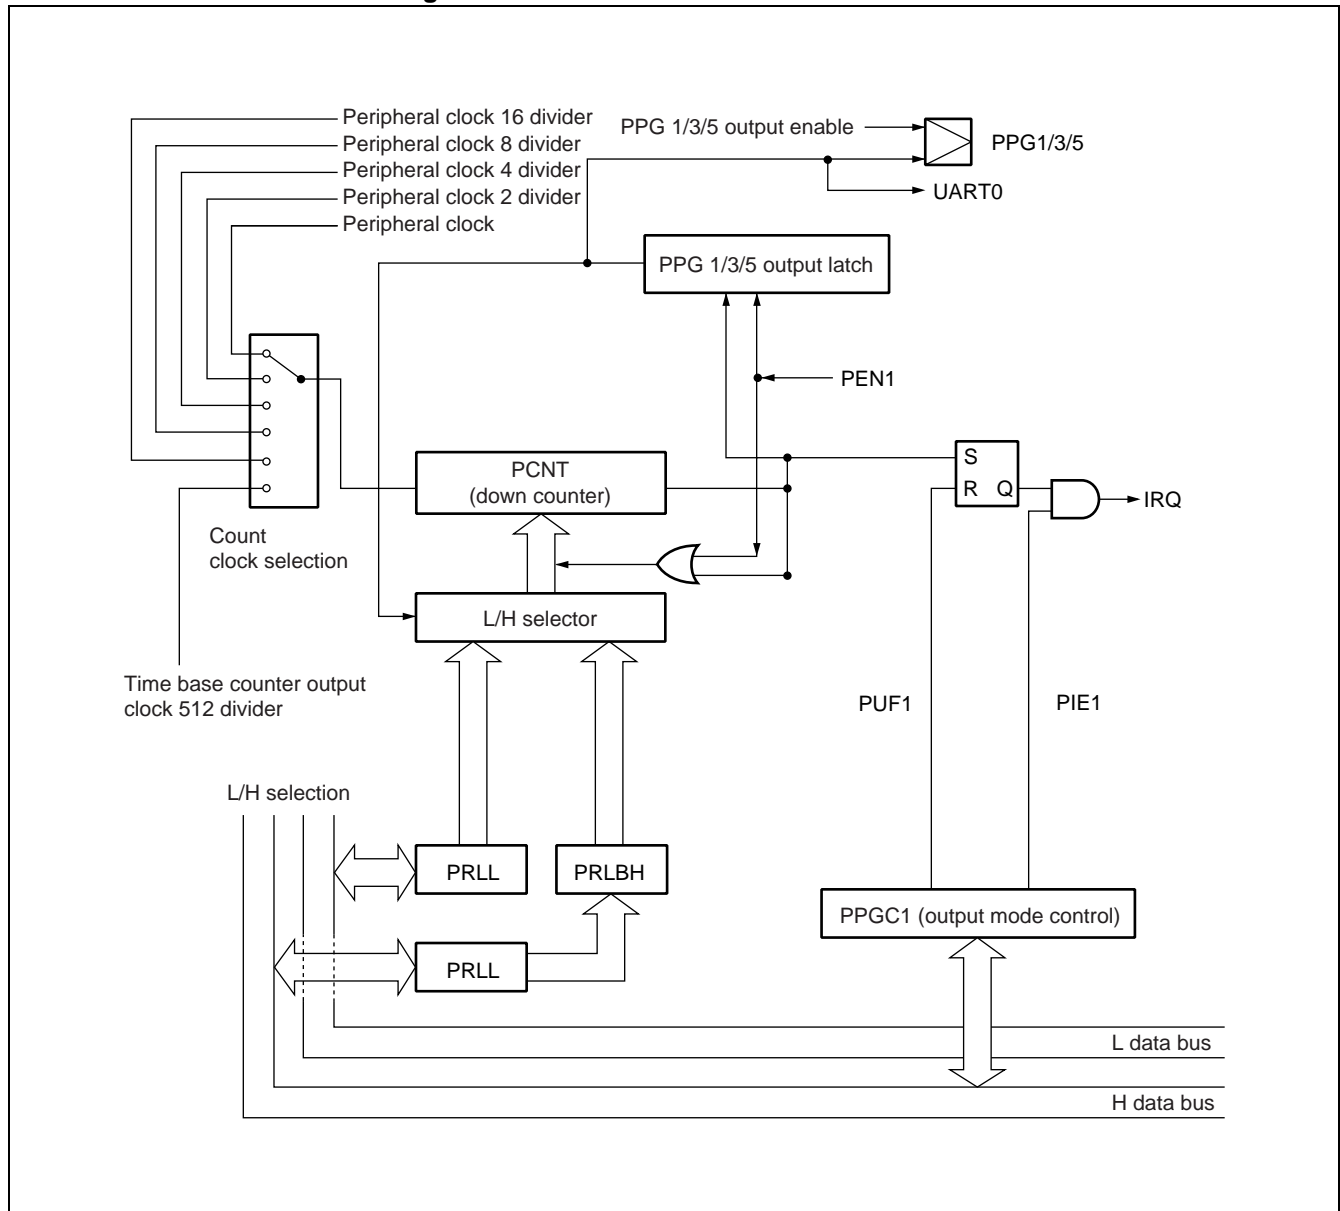 Peripheral clock 16 divider
Peripheral clock 8 divider
Peripheral clock 4 divider
Peripheral clock 2 divider
Peripheral clock
PPG 1/3/5 output enable
PPG1/3/5
UART0
PPG 1/3/5 output latch
PEN1
PCNT
(down counter)
S
R Q
IRQ
Count
clock selection
L/H selector
Time base counter output
clock 512 divider
PUF1
PIE1
L/H selection
PRLL
PRLBH
PPGC1 (output mode control)
PRLL
L data bus
H data bus